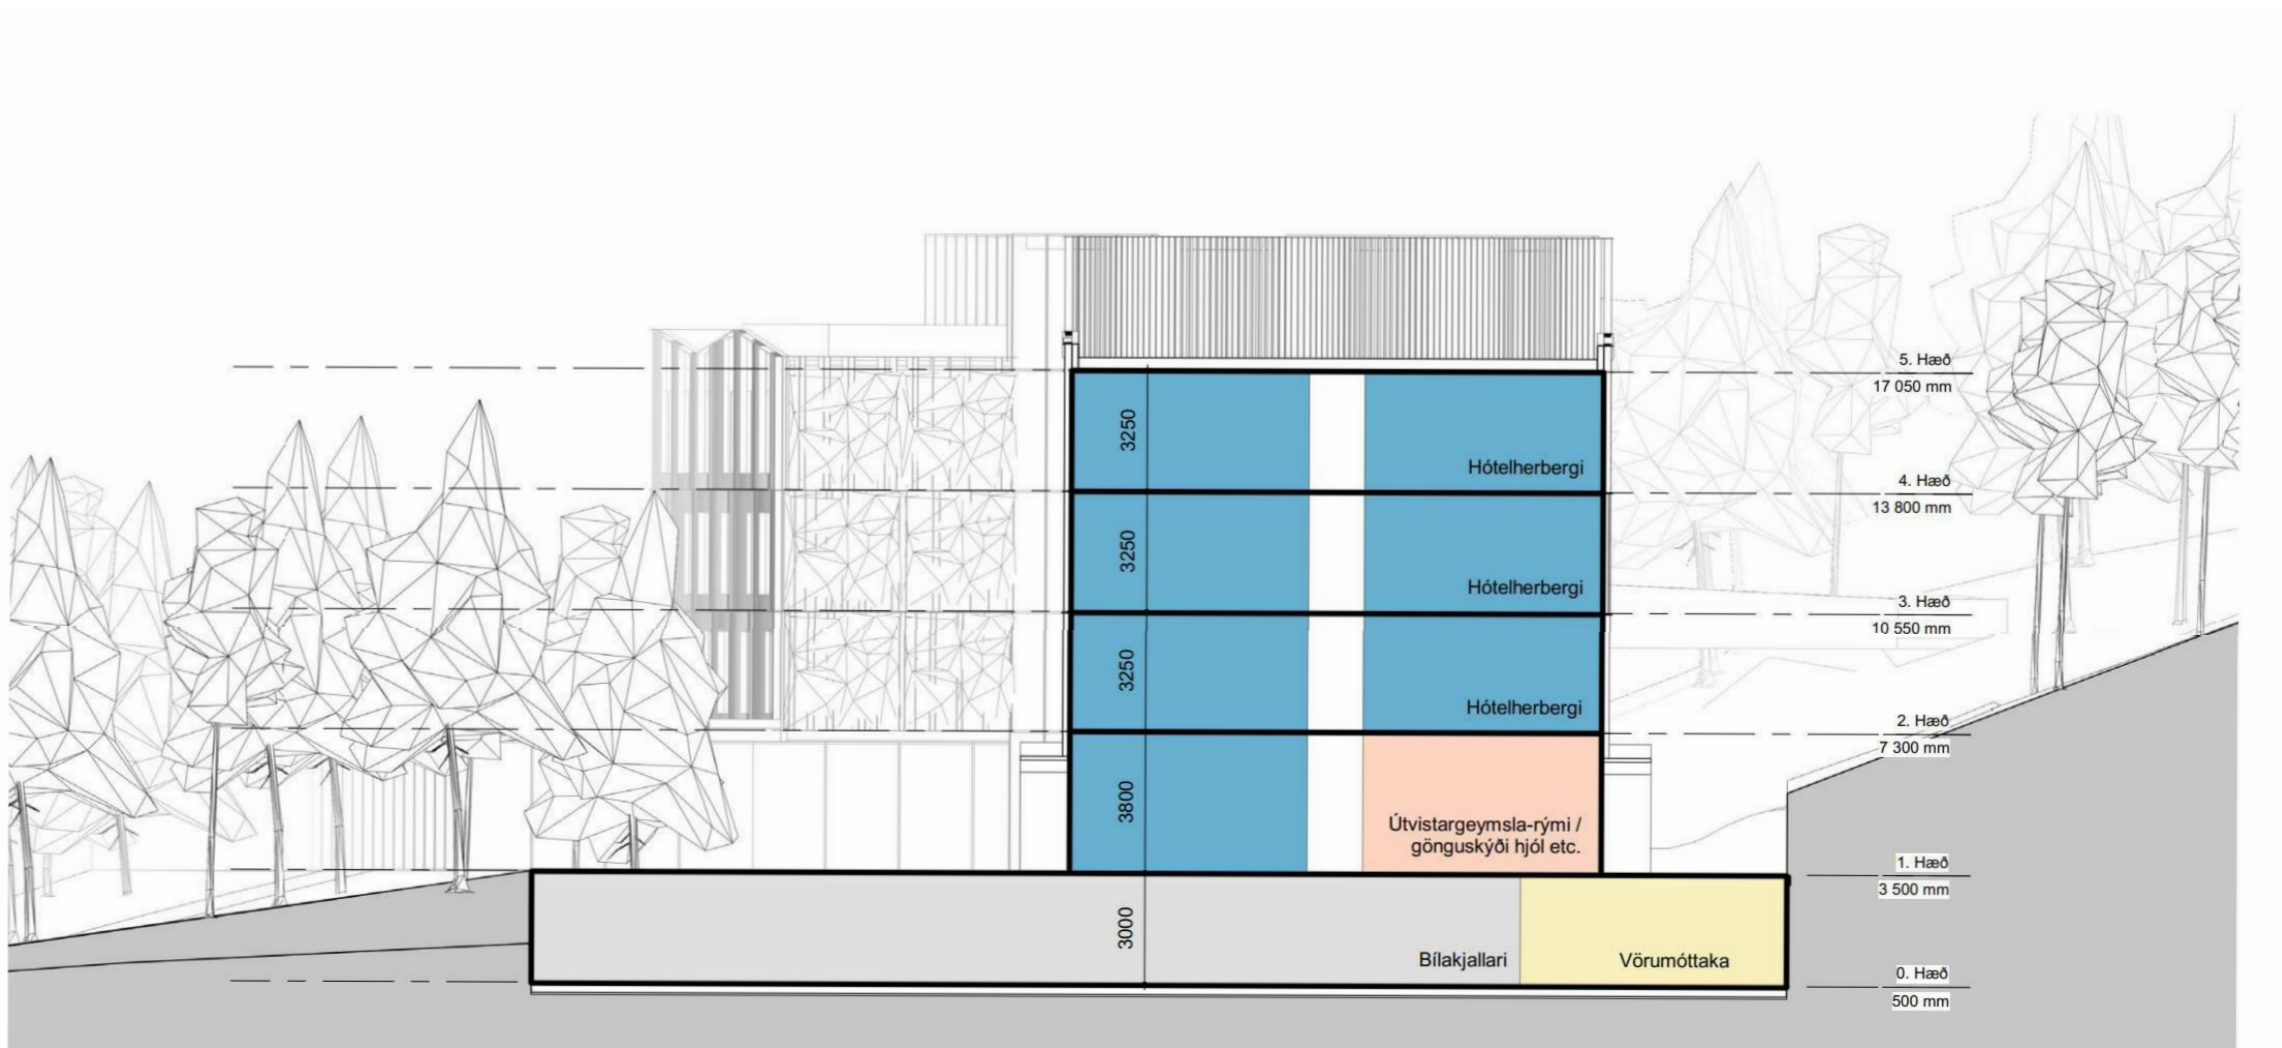 5. Hæð
17 050 mm
3250
Hótelherbergi
4. Hæð
13 800 mm
3250
Hótelherbergi
3. Hæð
10 550 mm
3250
Hótelherbergi
2. Hæð
7 300 mm
3800
Útvistargeymsla-rými /
gönguskýði hjól etc.
1. Hæð
3 500 mm
3000
Bílakjallari
Vörumóttaka
0. Hæð
500 mm